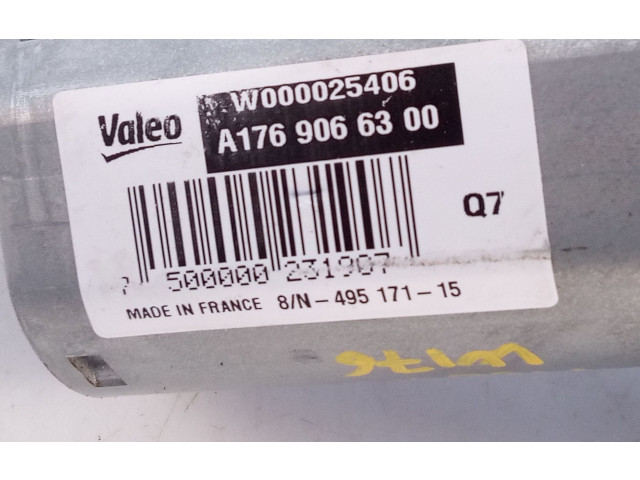 W000025406
Valeo
A176 906 63 00
Q7
500000 231907
MADE IN FRANCE 8/N-495 171-15
W176